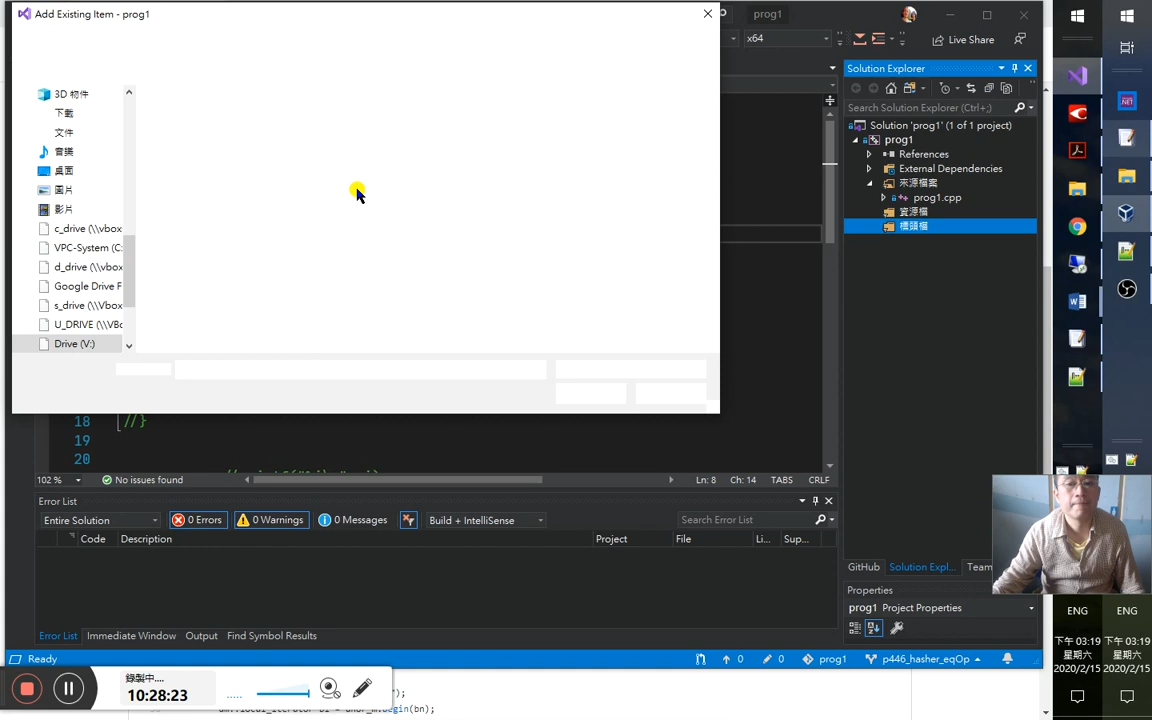 Add Existing Item - prog1
3D 物件
下載
文件
音樂
桌面
圖片
影片
c_drive (\\vbox
VPC-System (C:
d_drive (\\vbox
Google Drive F
s_drive (\\Vbox
U_DRIVE (\\VBo
Drive (V:)
prog1
x64
Live Share
Solution Explorer
Search Solution Explorer (Ctrl+;)
Solution 'prog1' (1 of 1 project)
prog1
References
External Dependencies
來源檔案
prog1.cpp
資源檔
標頭檔
18 //}
19
20
102 %
No issues found
Ln: 8 Ch: 14 TABS CRLF
Error List
Entire Solution
0 Errors
0 Warnings
0 Messages
Build + IntelliSense
Search Error List
Code Description Project File Li... Sup...
Error List Immediate Window Output Find Symbol Results
GitHub Solution Expl... Team
Properties
prog1 Project Properties
Ready
0
0
prog1
p446_hasher_eqOp
錄製中....
10:28:23
.....
");
begin(bn);
ENG ENG
下午 03:19 下午 03:19
星期六 星期六
2020/2/15 2020/2/15